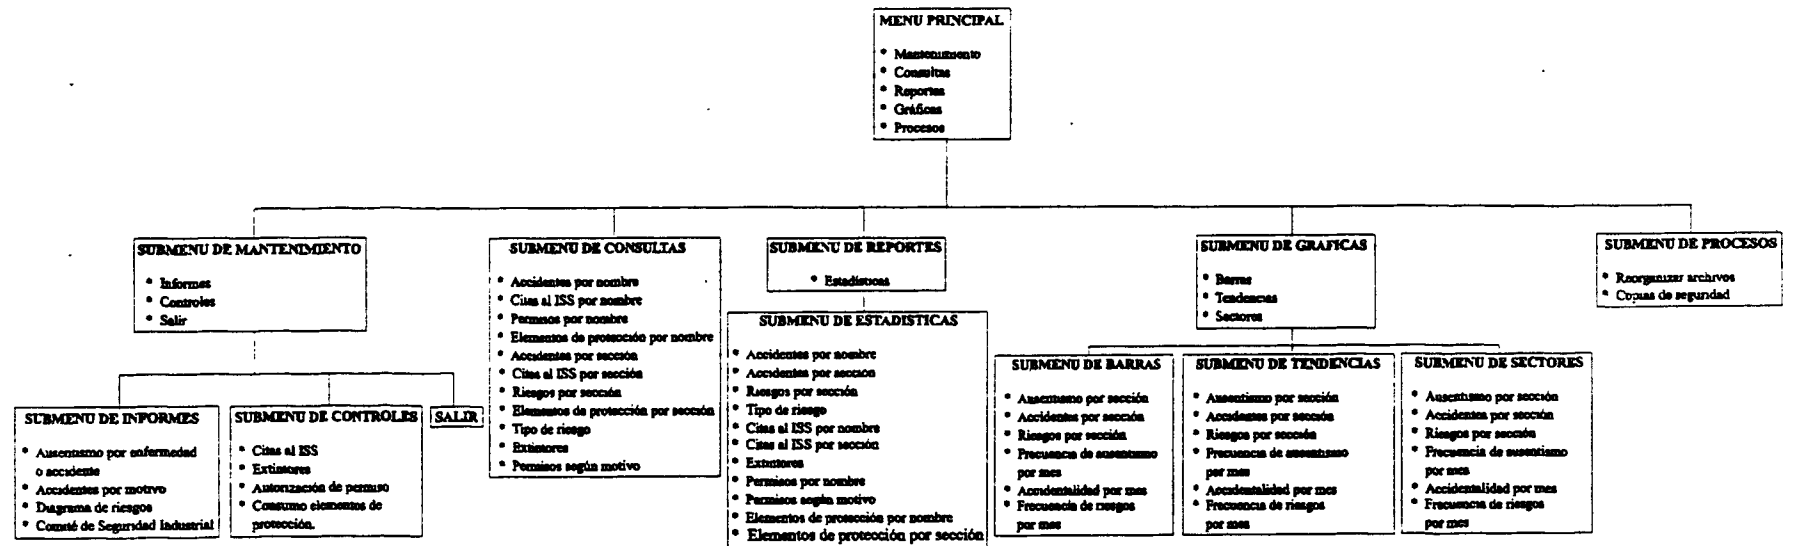 MENU PRINCIPAL
* Mantenimiento
* Consultas
* Reportes
* Gráficas
* Procesos
SUBMENU DE MANTENIMIENTO
* Informes
* Controles
* Salir
SUBMENU DE CONSULTAS
* Accidentes por nombre
* Citas al ISS por nombre
* Permisos por nombre
* Elementos de protección por nombre
* Accidentes por sección
* Citas al ISS por sección
* Riesgos por sección
* Elementos de protección por sección
* Tipo de riesgo
* Extintores
* Permisos según motivo
SUBMENU DE REPORTES
* Estadísticas
SUBMENU DE ESTADISTICAS
* Accidentes por nombre
* Accidentes por sección
* Riesgos por sección
* Tipo de riesgo
* Citas al ISS por nombre
* Citas al ISS por sección
* Extintores
* Permisos por nombre
* Permisos según motivo
* Elementos de protección por nombre
* Elementos de protección por sección
SUBMENU DE GRAFICAS
* Barras
* Tendencias
* Sectores
SUBMENU DE PROCESOS
* Reorganizar archivos
* Copias de seguridad
SUBMENU DE INFORMES
* Ausentismo por enfermedad
o accidente
* Accidentes por motivo
* Diagrama de riesgos
* Comité de Seguridad Industrial
SUBMENU DE CONTROLES
* Citas al ISS
* Extintores
* Autorización de permiso
* Consumo elementos de
protección.
SALIR
SUBMENU DE BARRAS
* Ausentismo por sección
* Accidentes por sección
* Riesgos por sección
* Frecuencia de ausentismo
por mes
* Accidentalidad por mes
* Frecuencia de riesgos
por mes
SUBMENU DE TENDENCIAS
* Ausentismo por sección
* Accidentes por sección
* Riesgos por sección
* Frecuencia de ausentismo
por mes
* Accidentalidad por mes
* Frecuencia de riesgos
por mes
SUBMENU DE SECTORES
* Ausentismo por sección
* Accidentes por sección
* Riesgos por sección
* Frecuencia de ausentismo
por mes
* Accidentalidad por mes
* Frecuencia de riesgos
por mes